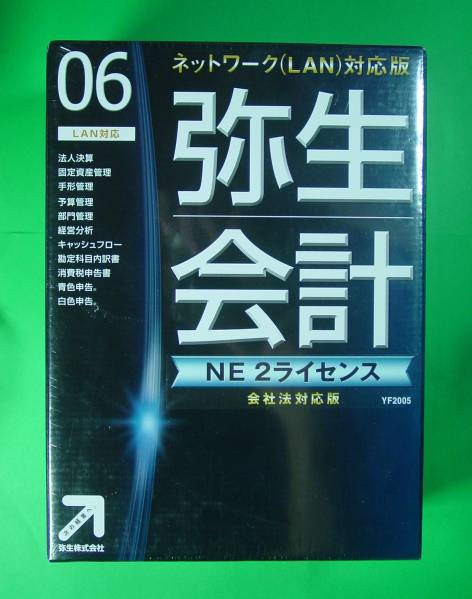 06
ネットワーク(LAN)対応版
LAN対応
弥生
会計
法人決算
固定資産管理
手形管理
予算管理
部門管理
経営分析
キャッシュフロー
勘定科目内訳書
消費税申告書
青色申告。
白色申告。
NE 2ライセンス
会社法対応版
YF2005
次の経営へ
弥生株式会社